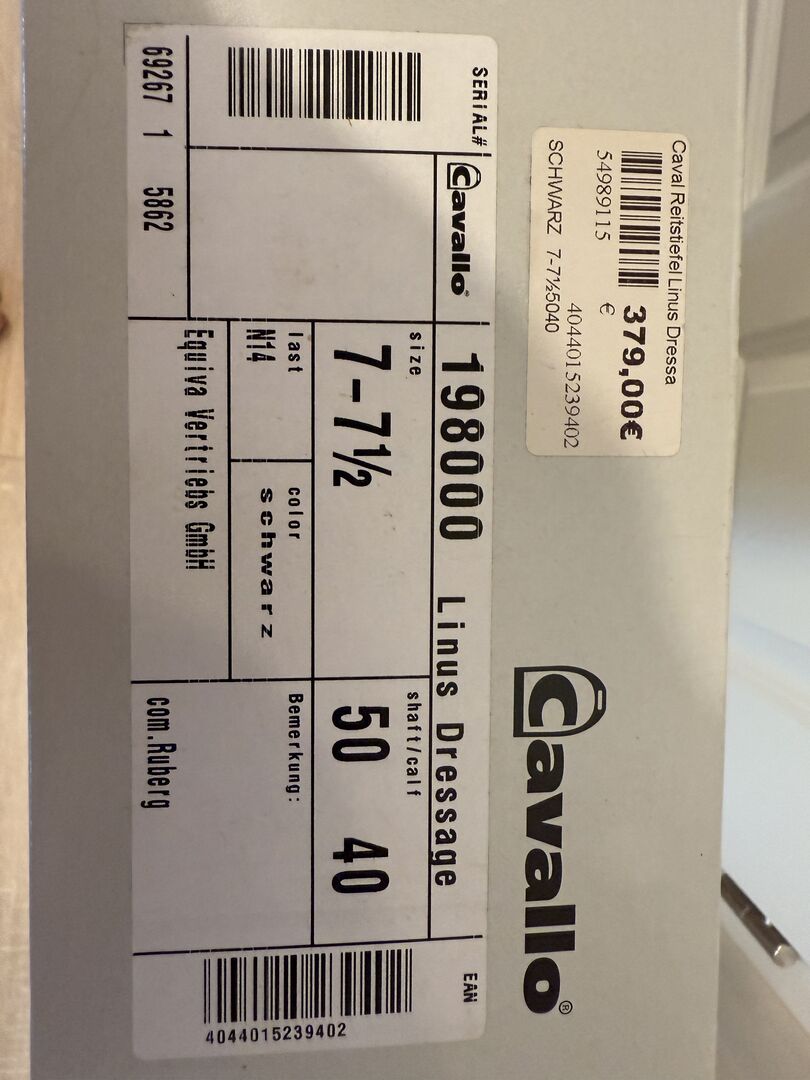 Caval Reitstiefel Linus Dressa
379,00€
54989115 €
4044015239402
SCHWARZ 7-7½5040
Cavallo®
SERIAL#
69267 1 5862
Cavallo®
198000 Linus Dressage
size
7-7½
shaft/calf
50 40
last
N14
color
schwarz
Bemerkung:
Equiva Vertriebs GmbH
com.Ruberg
EAN
4044015239402